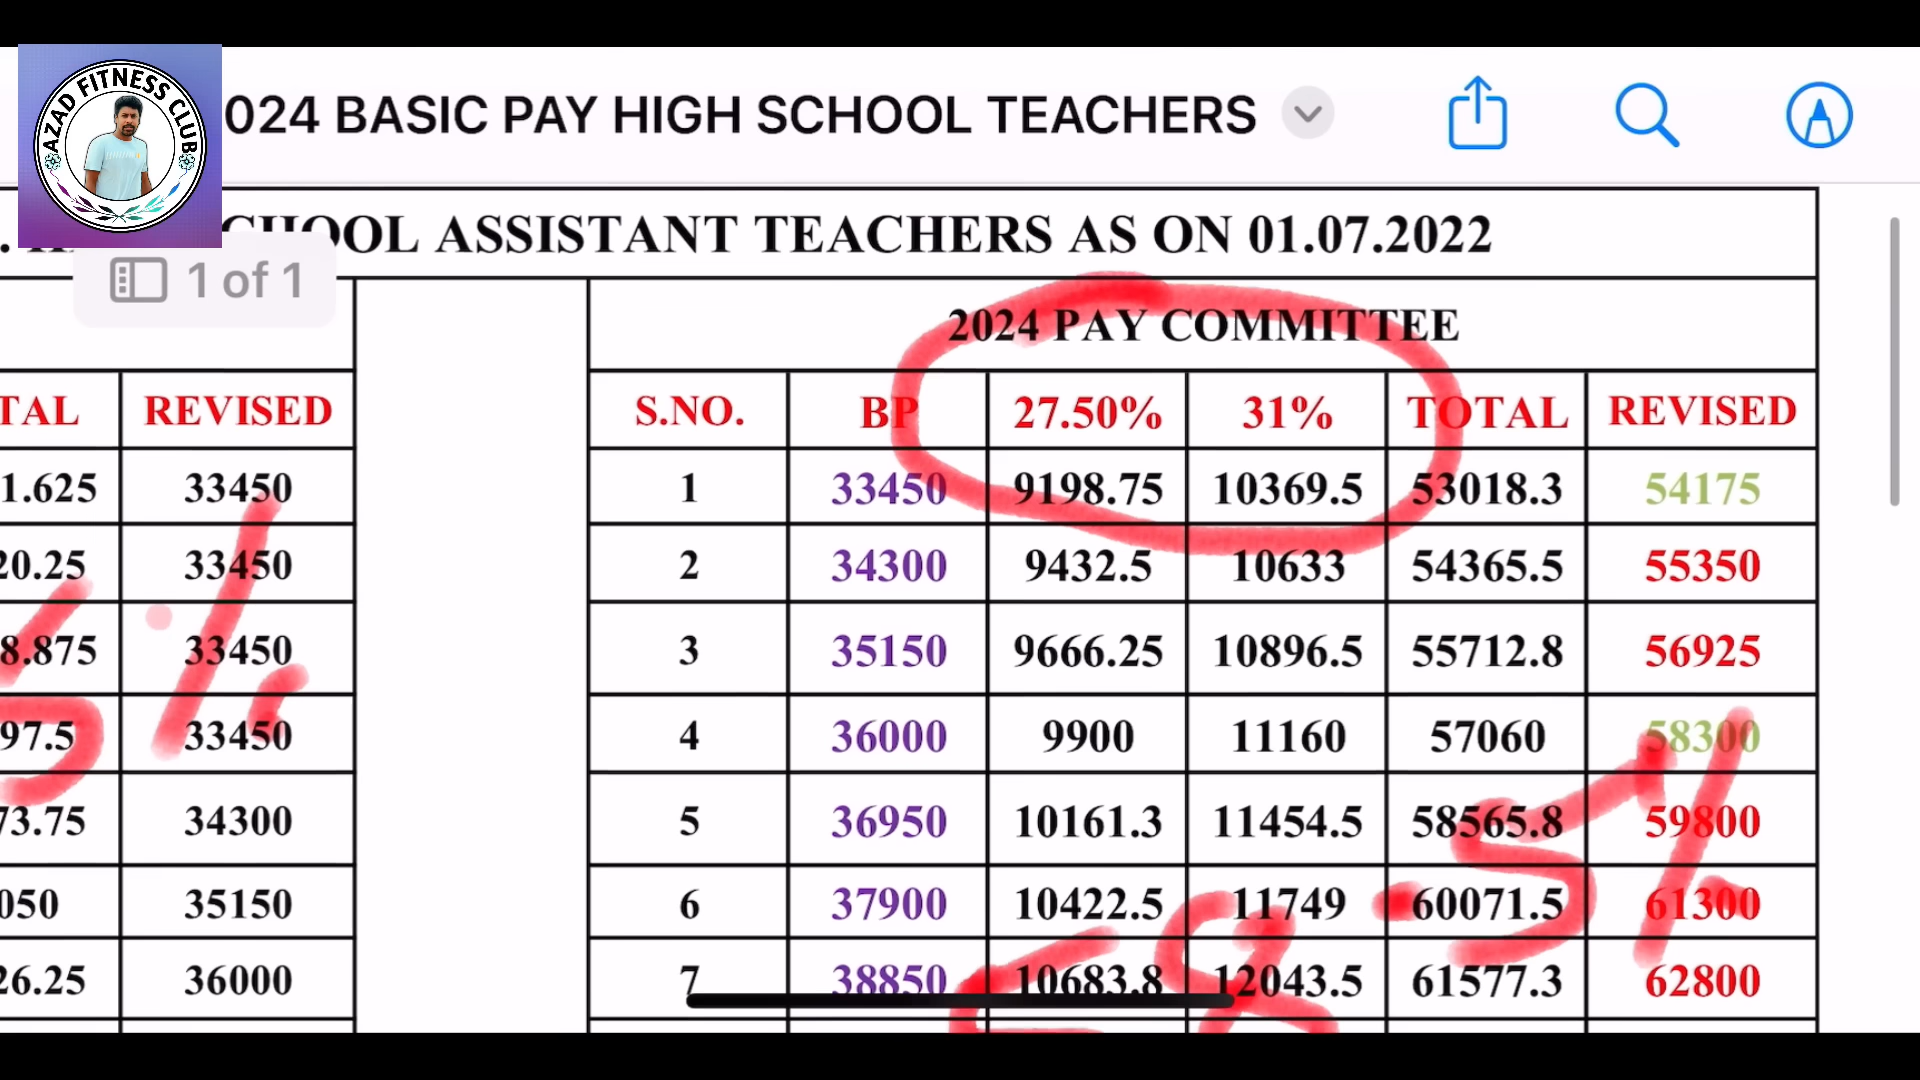 AZAD FITNESS CLUB
024 BASIC PAY HIGH SCHOOL TEACHERS
SCHOOL ASSISTANT TEACHERS AS ON 01.07.2022
1 of 1
2024 PAY COMMITTEE
TAL REVISED S.NO. BP 27.50% 31% TOTAL REVISED
1.625 33450 1 33450 9198.75 10369.5 53018.3 54175
20.25 33450 2 34300 9432.5 10633 54365.5 55350
8.875 33450 3 35150 9666.25 10896.5 55712.8 56925
97.5 33450 4 36000 9900 11160 57060 58300
73.75 34300 5 36950 10161.3 11454.5 58565.8 59800
050 35150 6 37900 10422.5 11749 60071.5 61300
26.25 36000 7 38850 10683.8 12043.5 61577.3 62800
5%
58.5%